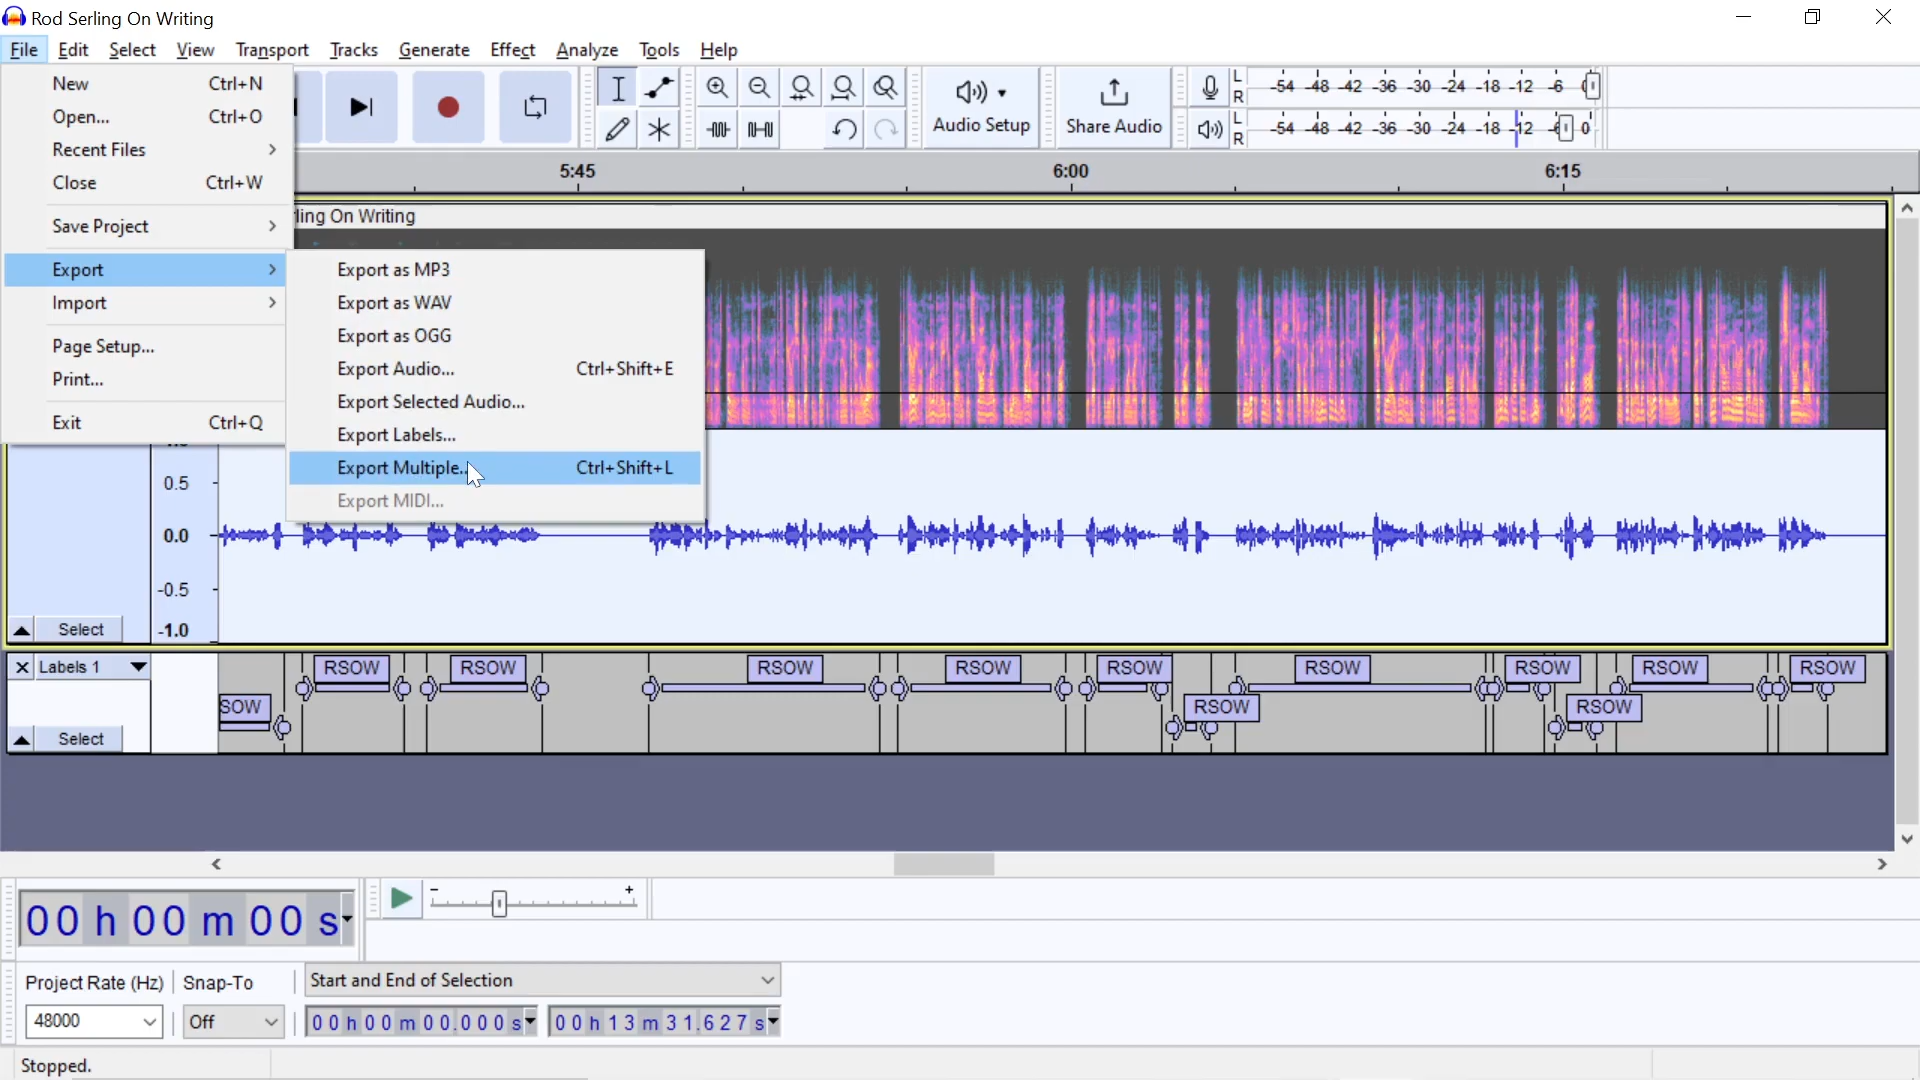 Rod Serling On Writing
File Edit Select View Transport Tracks Generate Effect Analyze Tools Help
New Ctrl+N
Open... Ctrl+O
Recent Files
Close Ctrl+W
Save Project
Export
Import
Page Setup...
Print...
Exit Ctrl+Q
Export as MP3
Export as WAV
Export as OGG
Export Audio... Ctrl+Shift+E
Export Selected Audio...
Export Labels...
Export Multiple... Ctrl+Shift+L
Export MIDI...
Audio Setup
Share Audio
L R -54 -48 -42 -36 -30 -24 -18 -12 -6 0
L R -54 -48 -42 -36 -30 -24 -18 -12 -6 0
5:45 6:00 6:15
ling On Writing
0.5
0.0
-0.5
Select -1.0
Labels 1 RSOW RSOW RSOW RSOW RSOW RSOW RSOW RSOW RSOW
SOW RSOW RSOW
Select
00 h 00 m 00 s
- +
Project Rate (Hz) Snap-To Start and End of Selection
48000 Off 00 h 00 m 00.000 s 00 h 13 m 31.627 s
Stopped.